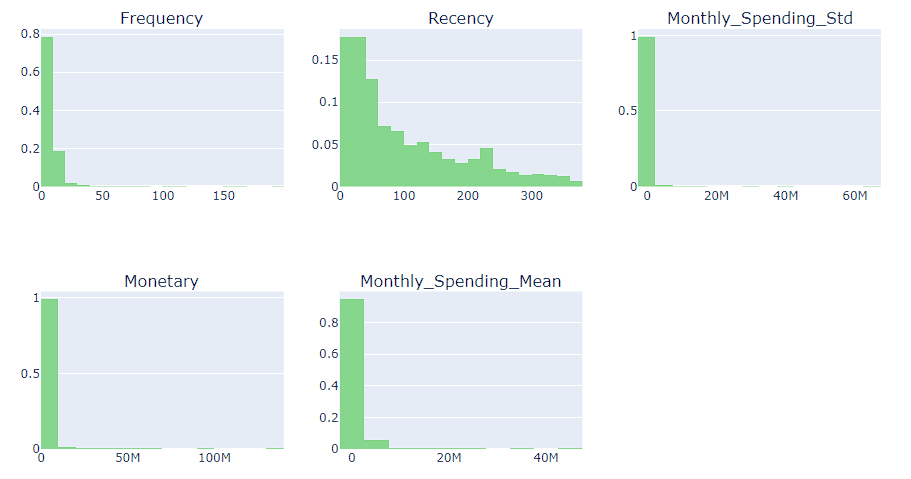 Frequency
0.8
0.6
0.4
0.2
0
0 50 100 150
Recency
0.15
0.1
0.05
0
0 100 200 300
Monthly_Spending_Std
1
0.5
0
0 20M 40M 60M
Monetary
1
0.5
0
0 50M 100M
Monthly_Spending_Mean
0.8
0.6
0.4
0.2
0
0 20M 40M